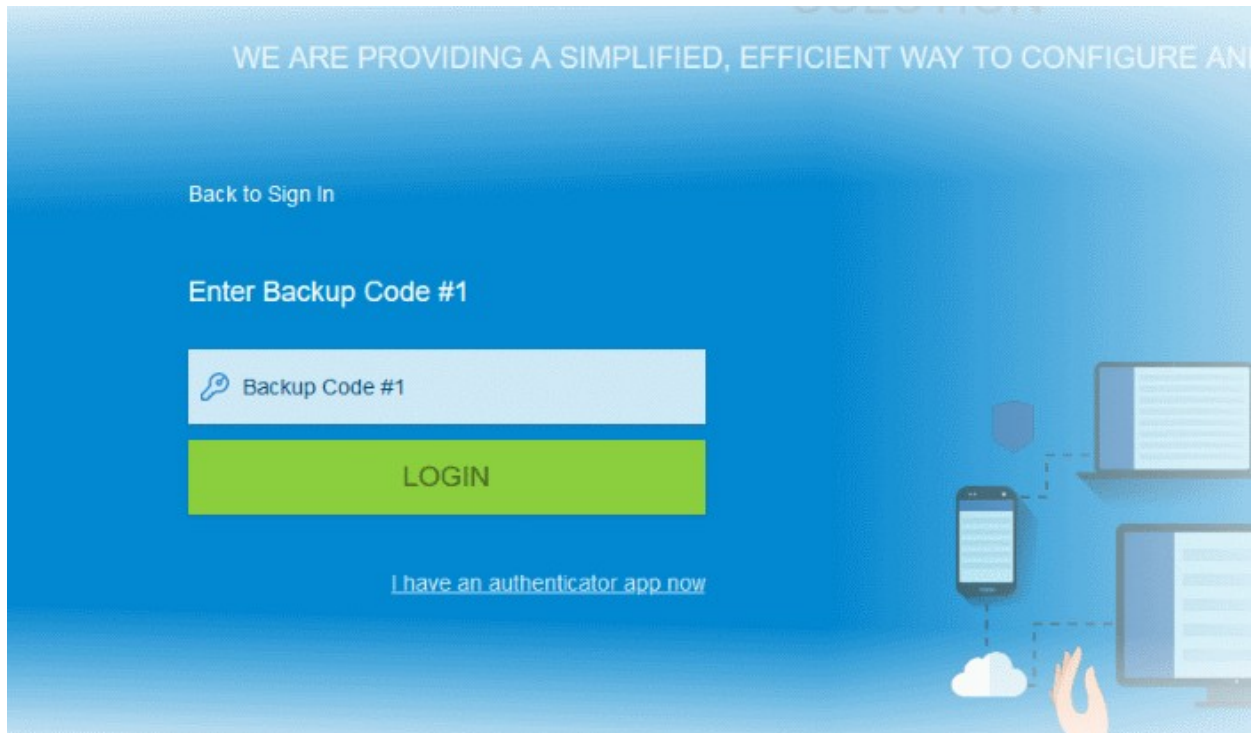 SOLUTION
WE ARE PROVIDING A SIMPLIFIED, EFFICIENT WAY TO CONFIGURE AN
Back to Sign In
Enter Backup Code #1
Backup Code #1
LOGIN
I have an authenticator app now